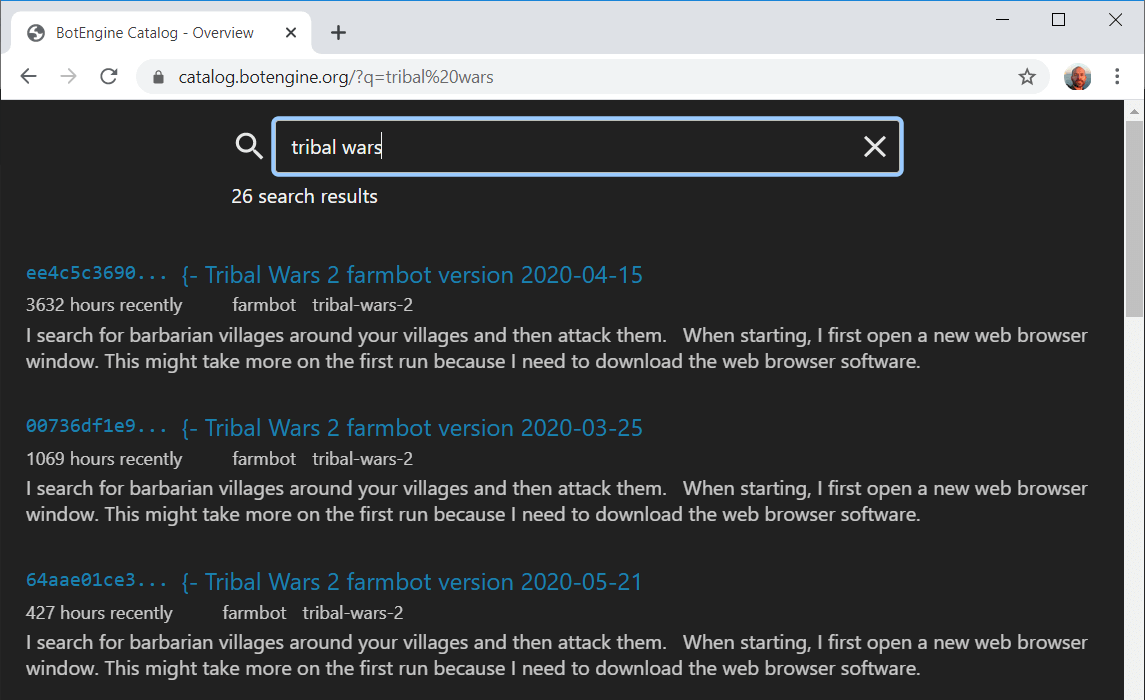 BotEngine Catalog - Overview
catalog.botengine.org/?q=tribal%20wars
tribal wars
26 search results
ee4c5c3690... {- Tribal Wars 2 farmbot version 2020-04-15
3632 hours recently farmbot tribal-wars-2
I search for barbarian villages around your villages and then attack them. When starting, I first open a new web browser
window. This might take more on the first run because I need to download the web browser software.
00736df1e9... {- Tribal Wars 2 farmbot version 2020-03-25
1069 hours recently farmbot tribal-wars-2
I search for barbarian villages around your villages and then attack them. When starting, I first open a new web browser
window. This might take more on the first run because I need to download the web browser software.
64aae01ce3... {- Tribal Wars 2 farmbot version 2020-05-21
427 hours recently farmbot tribal-wars-2
I search for barbarian villages around your villages and then attack them. When starting, I first open a new web browser
window. This might take more on the first run because I need to download the web browser software.